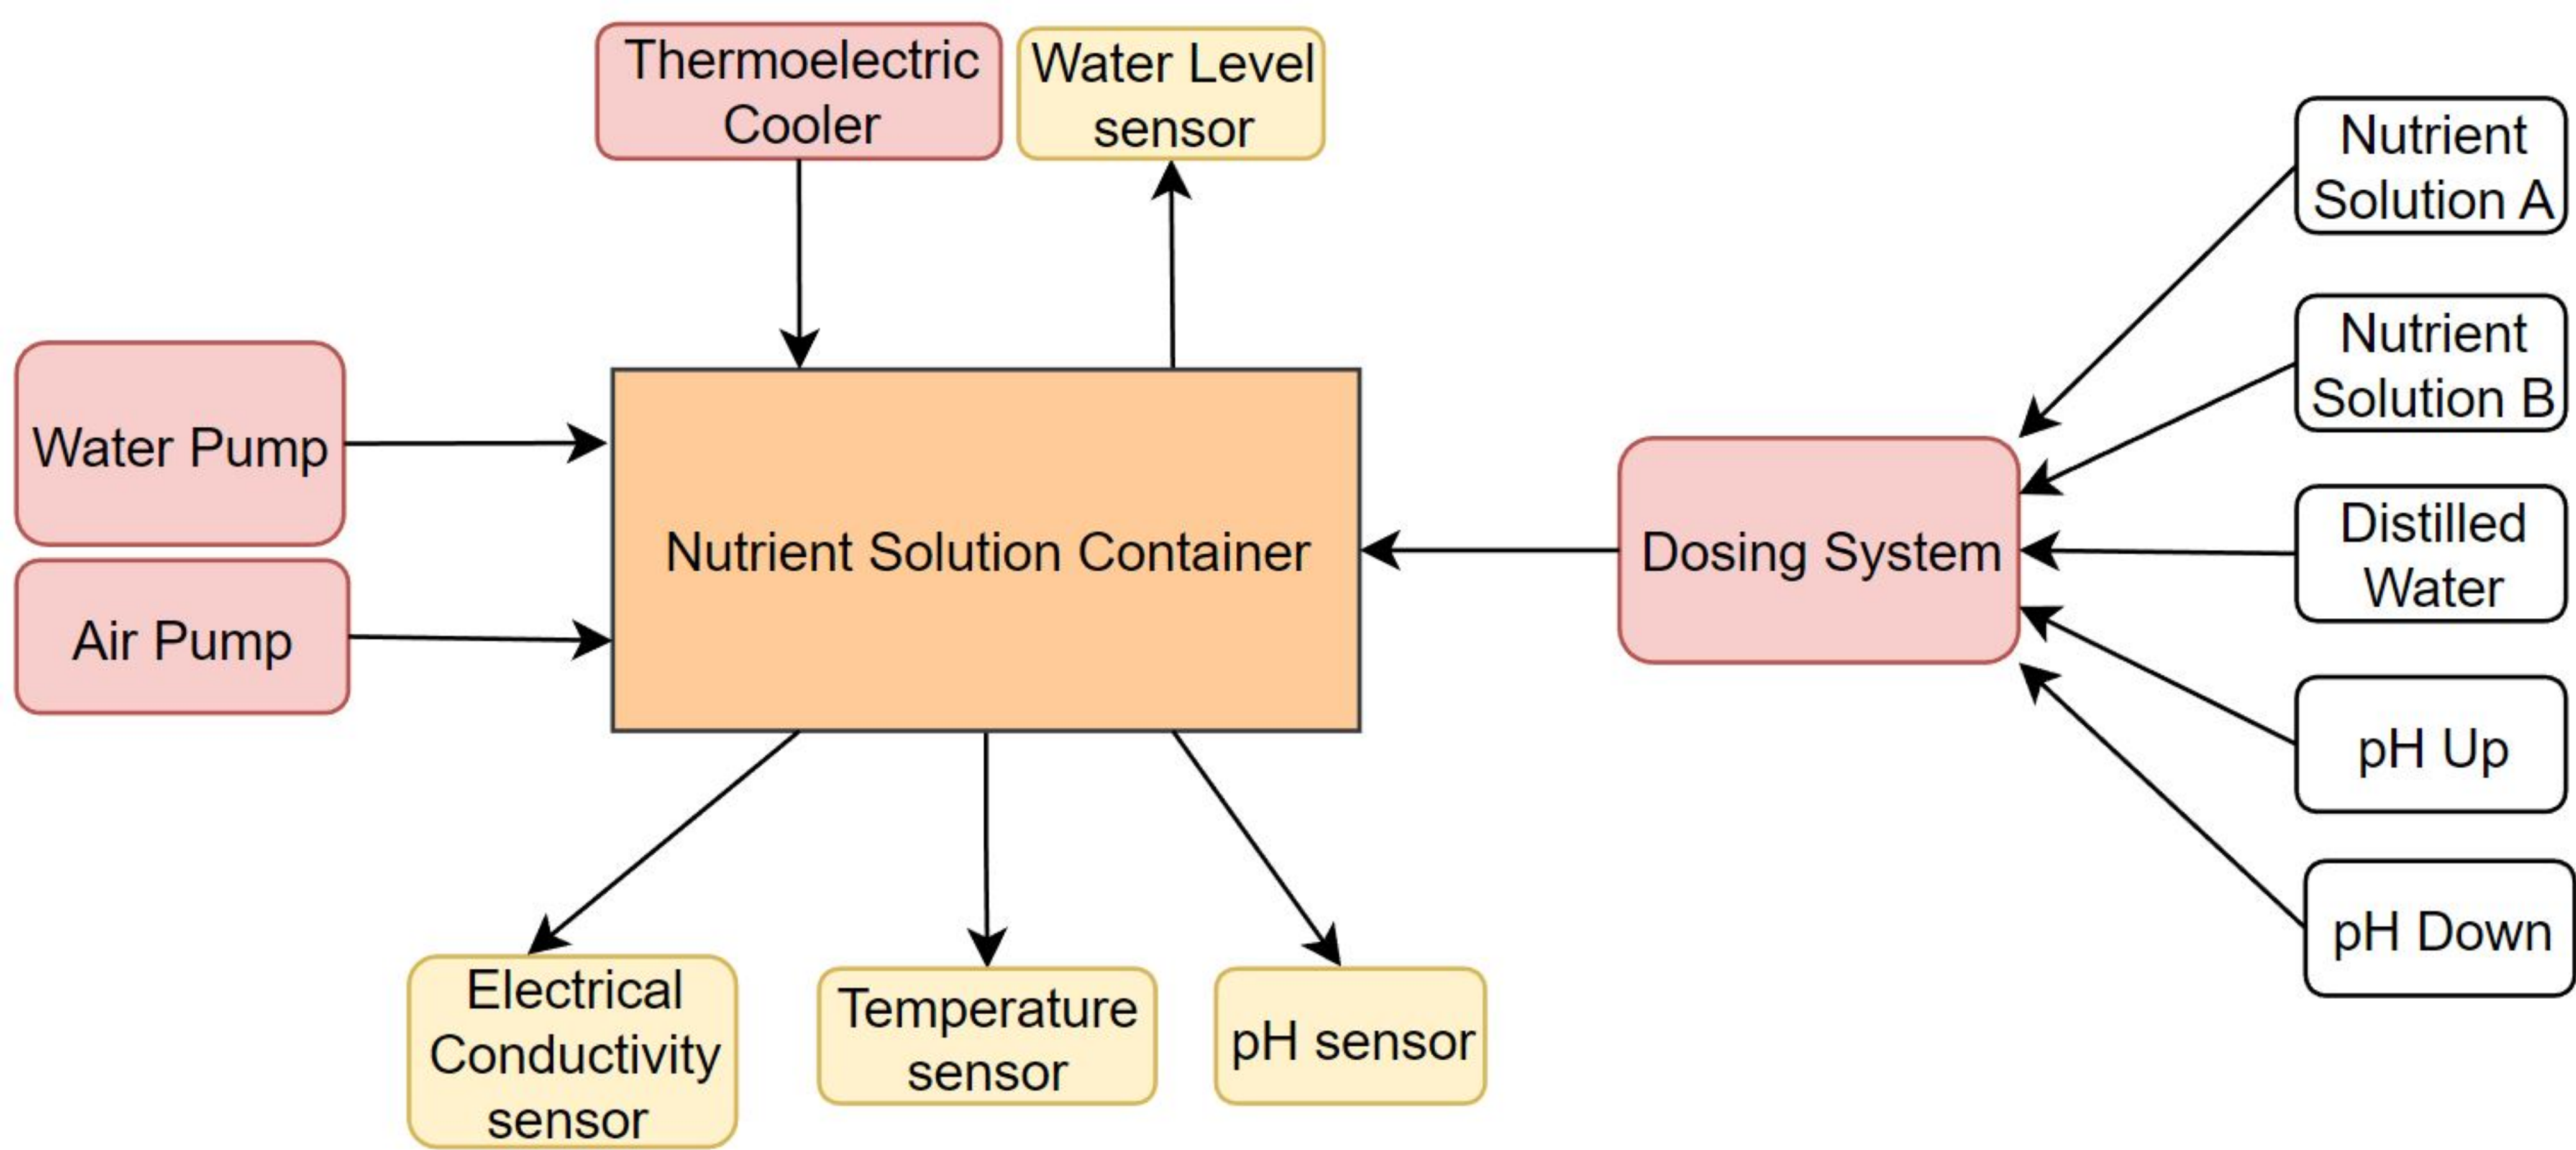 Thermoelectric
Cooler
Water Level
sensor
Nutrient
Solution A
Nutrient
Solution B
Water Pump
Nutrient Solution Container
Dosing System
Distilled
Water
Air Pump
pH Up
pH Down
Electrical
Conductivity
sensor
Temperature
sensor
pH sensor